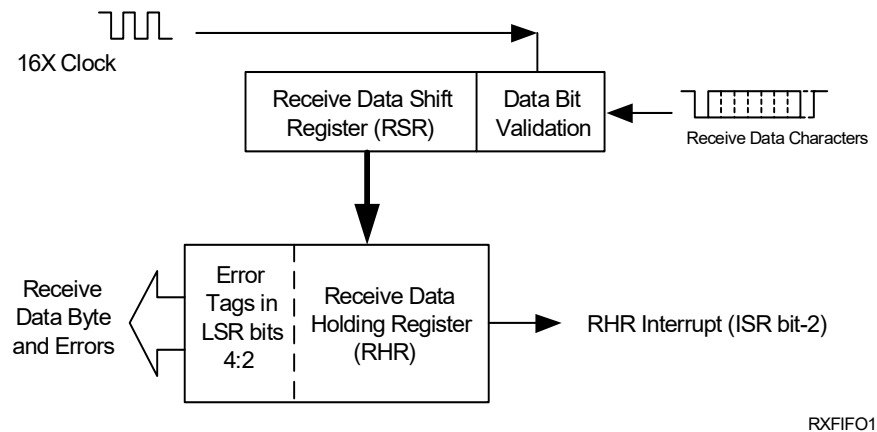 16X Clock
Receive Data Shift
Register (RSR)
Data Bit
Validation
Receive Data Characters
Receive
Data Byte
and Errors
Error
Tags in
LSR bits
4:2
Receive Data
Holding Register
(RHR)
RHR Interrupt (ISR bit-2)
RXFIFO1